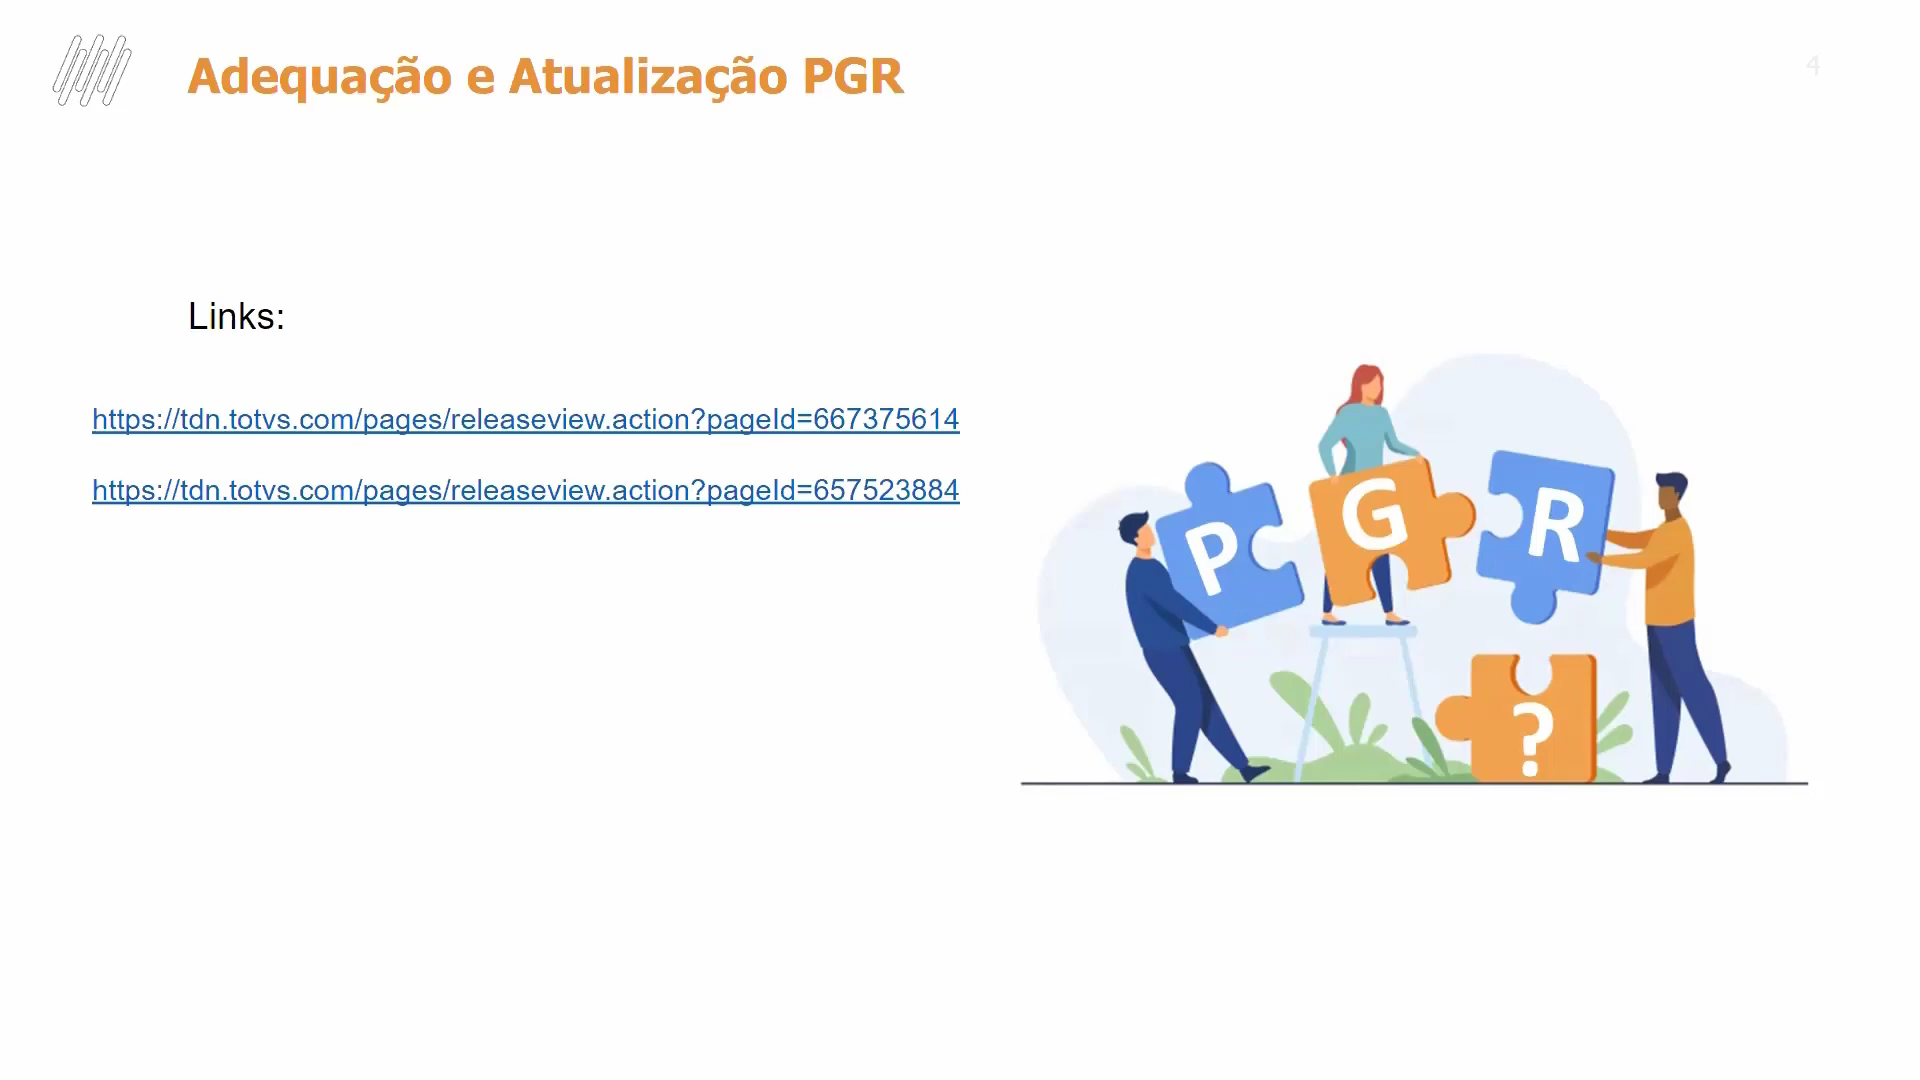 Adequação e Atualização PGR
4
Links:
https://tdn.totvs.com/pages/releaseview.action?pageId=667375614
https://tdn.totvs.com/pages/releaseview.action?pageId=657523884
P
G
R
?